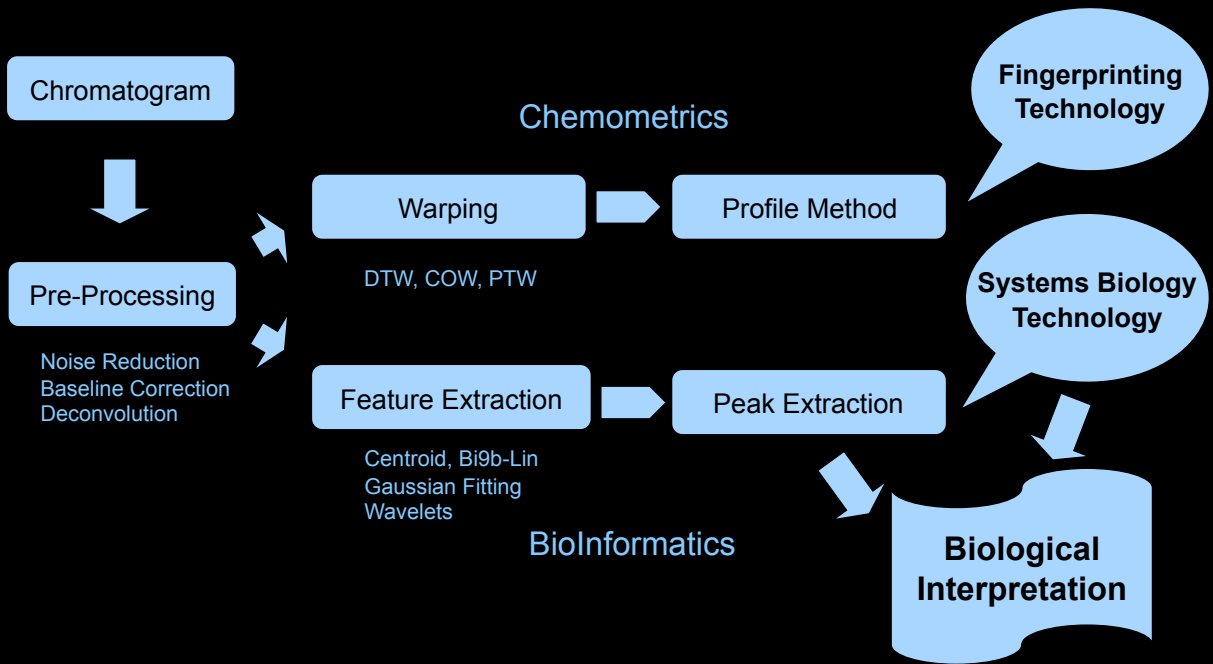 Chromatogram
Chemometrics
Fingerprinting
Technology
Warping
Profile Method
DTW, COW, PTW
Pre-Processing
Noise Reduction
Baseline Correction
Deconvolution
Systems Biology
Technology
Feature Extraction
Peak Extraction
Centroid, Bi9b-Lin
Gaussian Fitting
Wavelets
BioInformatics
Biological
Interpretation